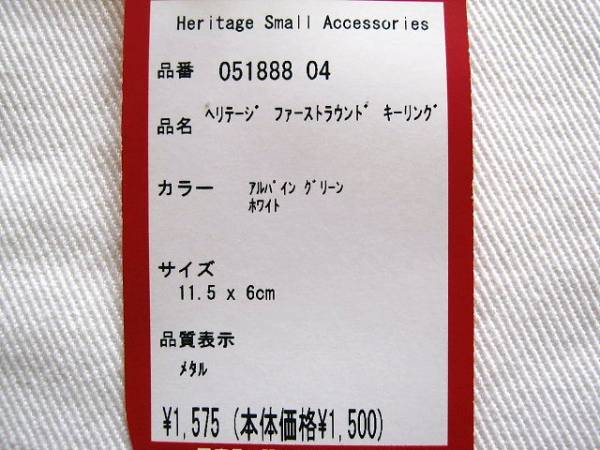 Heritage Small Accessories
品番 051888 04
品名 ﾍﾘﾃｰｼﾞ ﾌｧｰｽﾄﾗｳﾝﾄﾞ ｷｰﾘﾝｸﾞ
カラー ｱﾙﾊﾟｲﾝ ｸﾞﾘｰﾝ
ﾎﾜｲﾄ
サイズ
11.5 x 6cm
品質表示
ﾒﾀﾙ
¥1,575 (本体価格¥1,500)